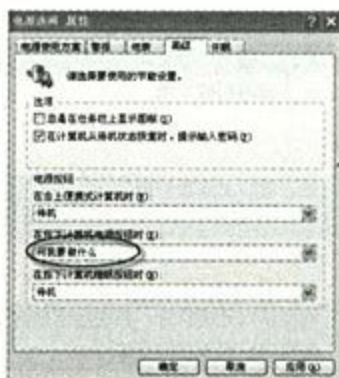 电源选项 属性
电源使用方案 警报 电表 高级 休眠
请选择要使用的节能设置。
选项
总是在任务栏上显示图标(A)
在计算机从待机状态恢复时，提示输入密码(P)
电源按钮
在合上便携式计算机时(W):
待机
在按下计算机电源按钮时(E):
问我要做什么
在按下计算机睡眠按钮时(R):
待机
确定 取消 应用(A)